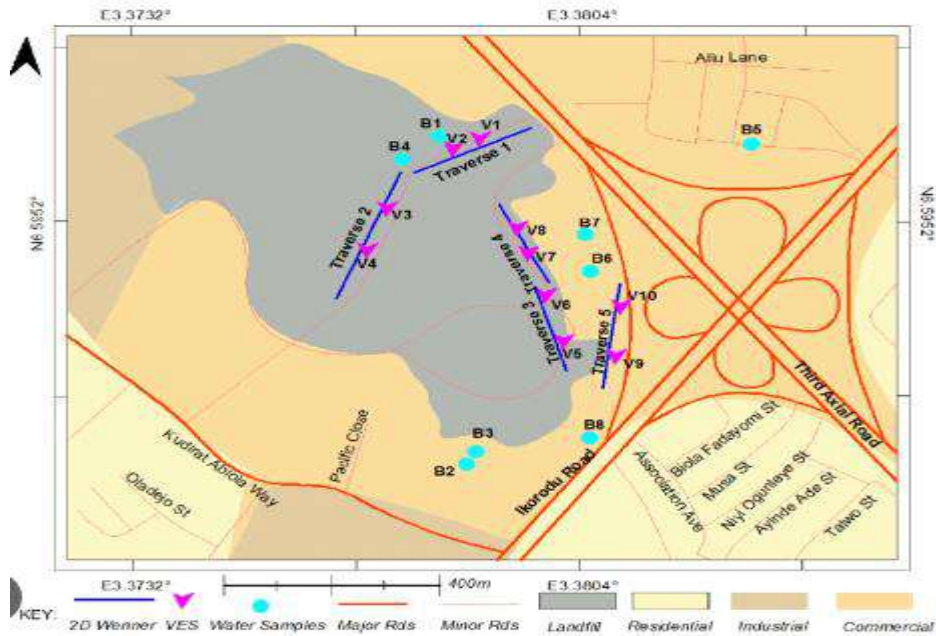 E3.3732° E3.3804°
Allu Lane
B1 V1
V2
B4
B5
Traverse 1
N6.5952° N6.5952°
Traverse 2
V3
V4
V8
B7
Traverse 4
V7
B6
V6
V10
Traverse 3
Traverse 5
V5
V9
Third Axial Road
B3
B2
B8
Pacific Close
Kudirat Abiola Way
Oladejo St
Ikorodu Road
Association Ave
Biola Fadayomi St
Musa St
Niyi Ogunleye St
Ayinde Ade St
Taiwo St
E3.3732° E3.3804°
400m
KEY:
2D Wenner VES Water Samples Major Rds Minor Rds Landfill Residential Industrial Commercial